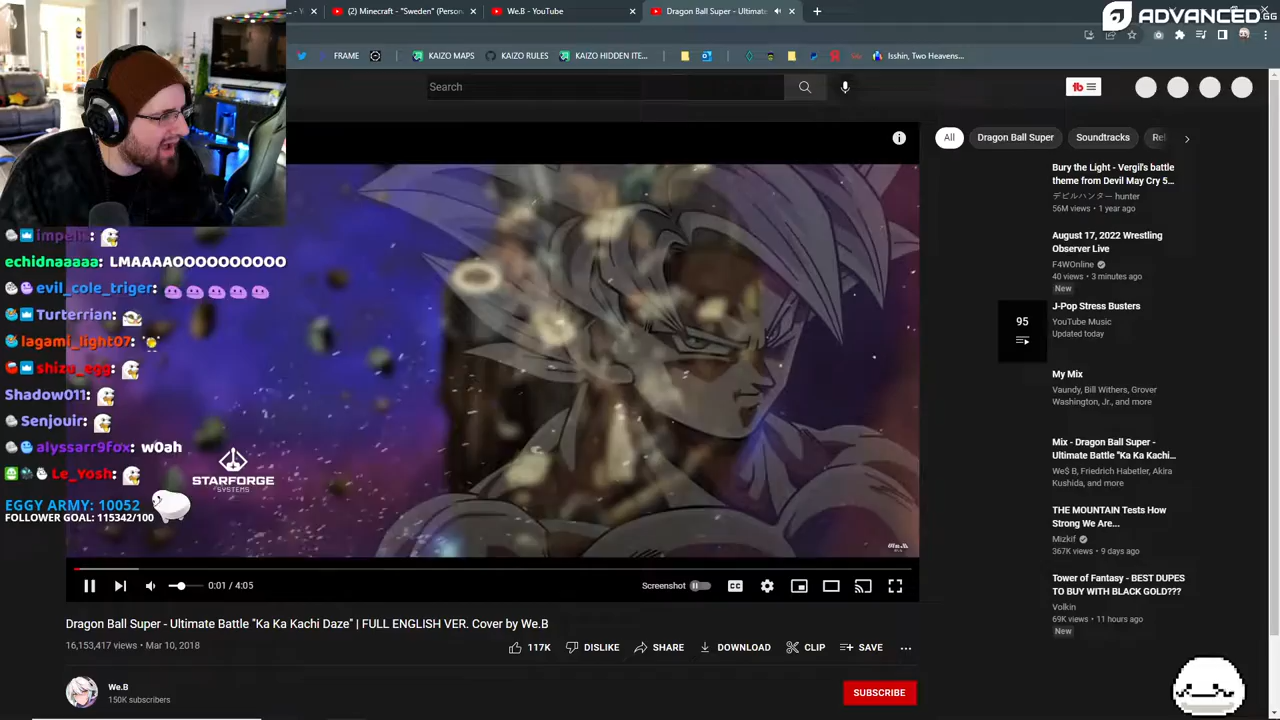 (2) Minecraft - "Sweden" (Person
We.B - YouTube
Dragon Ball Super - Ultimate
ADVANCED.GG
FRAME
KAIZO MAPS
KAIZO RULES
KAIZO HIDDEN ITE...
Isshin, Two Heavens...
Search
All
Dragon Ball Super
Soundtracks
Rel
Bury the Light - Vergil's battle
theme from Devil May Cry 5...
デビルハンター hunter
56M views • 1 year ago
August 17, 2022 Wrestling
Observer Live
F4WOnline
40 views • 3 minutes ago
New
95
J-Pop Stress Busters
YouTube Music
Updated today
My Mix
Vaundy, Bill Withers, Grover
Washington, Jr., and more
Mix - Dragon Ball Super -
Ultimate Battle "Ka Ka Kachi...
We$ B, Friedrich Habetler, Akira
Kushida, and more
THE MOUNTAIN Tests How
Strong We Are...
Mizkif
367K views • 9 days ago
Tower of Fantasy - BEST DUPES
TO BUY WITH BLACK GOLD???
Volkin
69K views • 11 hours ago
New
echidnaaaaa: LMAAAAOOOOOOOOOO
evil_cole_triger:
Turterrian:
lagami_light07:
shizu_egg:
Shadow011:
Senjouir:
alyssarr9fox: w0ah
Le_Yosh:
EGGY ARMY: 10052
FOLLOWER GOAL: 115342/100
STARFORGE
SYSTEMS
0:01 / 4:05
Screenshot
CC
Dragon Ball Super - Ultimate Battle "Ka Ka Kachi Daze" | FULL ENGLISH VER. Cover by We.B
16,153,417 views • Mar 10, 2018
117K
DISLIKE
SHARE
DOWNLOAD
CLIP
SAVE
We.B
150K subscribers
SUBSCRIBE